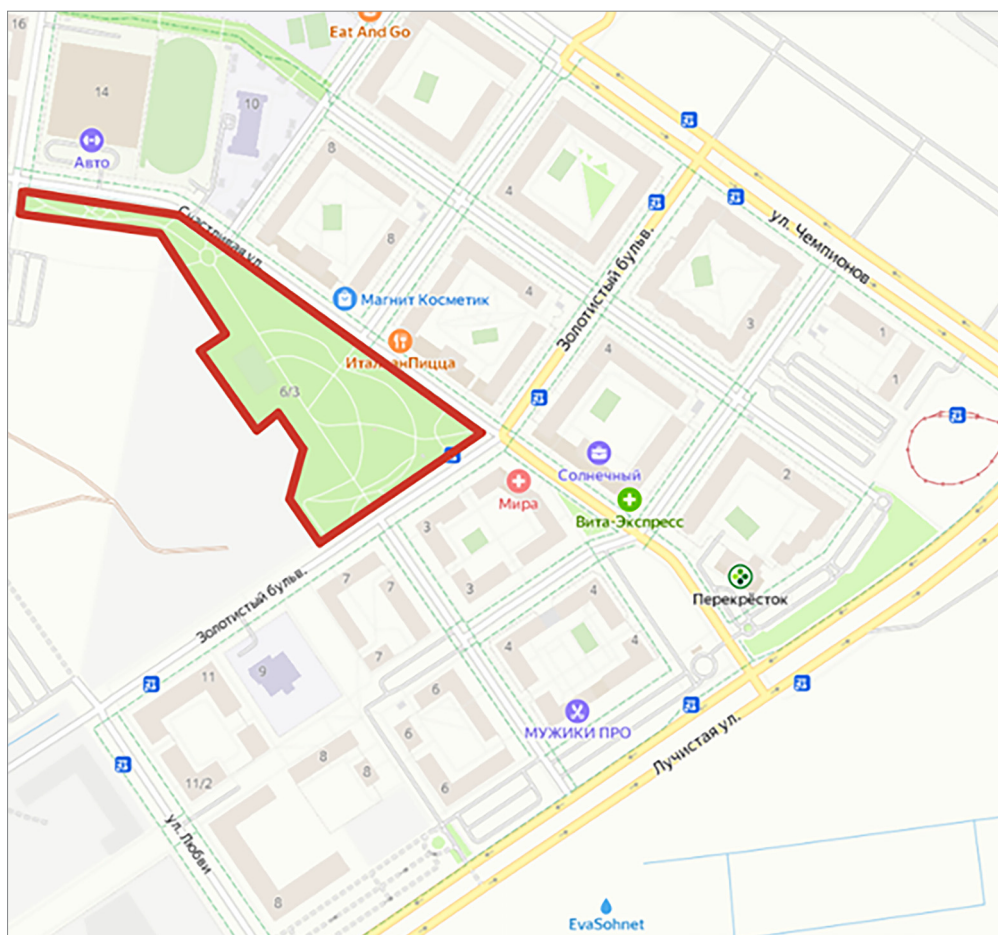 16
Eat And Go
14
10
Авто
8
4
ул. Чемпионов
Счастливая ул.
8
Золотистый бульв.
4
Магнит Косметик
3
1
ИталианПицца
4
1
6/3
Солнечный
2
Мира
Вита-Экспресс
3
Перекрёсток
7
7
3
4
Золотистый бульв.
4
4
7
9
11
6
МУЖИКИ ПРО
6
8
8
11/2
6
Лучистая ул.
ул. Любви
8
EvaSohnet